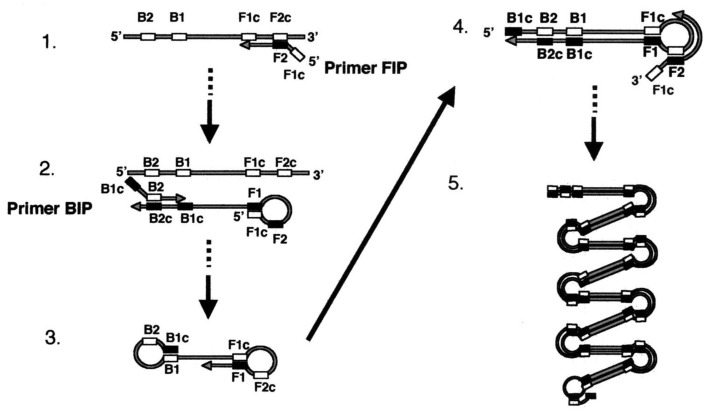 1.
B2 B1 F1c F2c
5’ 3’
F2
5’
F1c
Primer FIP
2.
B2 B1 F1c F2c
5’ 3’
B1c B2 F1
Primer BIP
B2c B1c 5’
F1c F2
3.
B2
B1c F1c
B1 F1
F2c
4.
B1c B2 B1 F1c
5’
B2c B1c F1
F2
3’
F1c
5.